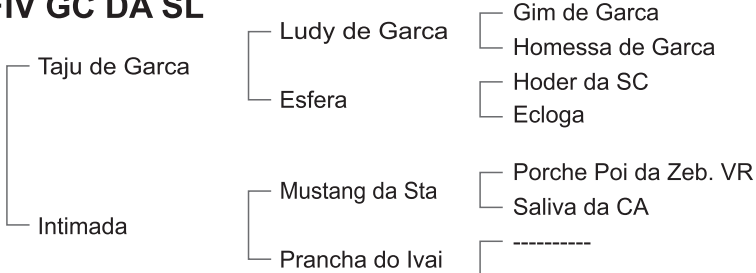 IV GC DA SL
Gim de Garca
Ludy de Garca
Homessa de Garca
Taju de Garca
Hoder da SC
Esfera
Ecloga
Porche Poi da Zeb. VR
Mustang da Sta
Saliva da CA
Intimada
----------
Prancha do Ivai